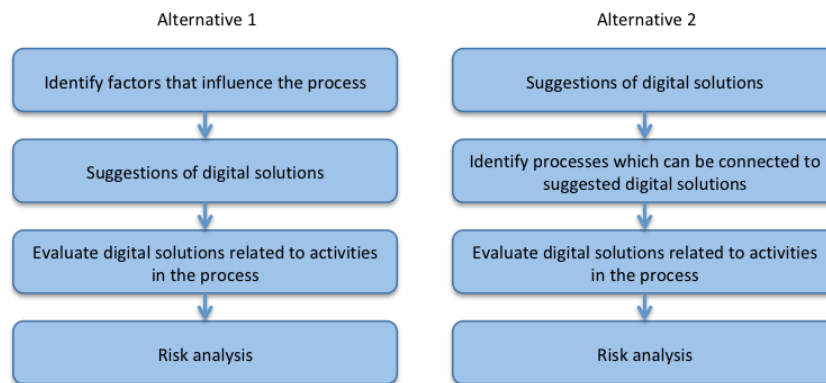 Alternative 1
Identify factors that influence the process
Suggestions of digital solutions
Evaluate digital solutions related to activities
in the process
Risk analysis
Alternative 2
Suggestions of digital solutions
Identify processes which can be connected to
suggested digital solutions
Evaluate digital solutions related to activities
in the process
Risk analysis